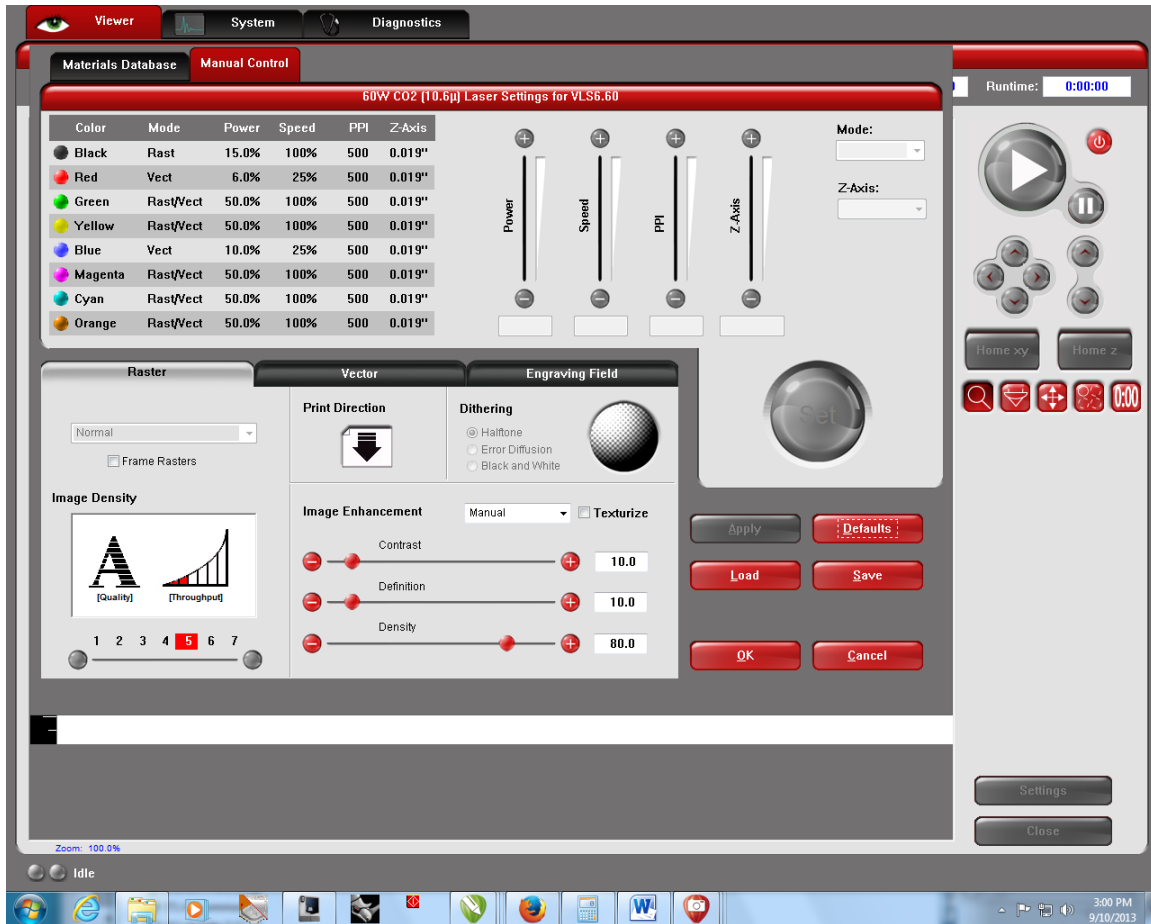 Viewer System Diagnostics
Materials Database Manual Control
Runtime: 0:00:00
60W CO2 (10.6µ) Laser Settings for VLS6.60
Color Mode Power Speed PPI Z-Axis
Black Rast 15.0% 100% 500 0.019"
Red Vect 6.0% 25% 500 0.019"
Green Rast/Vect 50.0% 100% 500 0.019"
Yellow Rast/Vect 50.0% 100% 500 0.019"
Blue Vect 10.0% 25% 500 0.019"
Magenta Rast/Vect 50.0% 100% 500 0.019"
Cyan Rast/Vect 50.0% 100% 500 0.019"
Orange Rast/Vect 50.0% 100% 500 0.019"
Power
Speed
PPI
Z-Axis
Mode:
Z-Axis:
Home xy Home z
0:00
Raster Vector Engraving Field
Normal
Frame Rasters
Print Direction
Dithering
Halftone
Error Diffusion
Black and White
Set
Image Density
A
[Quality] [Throughput]
1 2 3 4 5 6 7
Image Enhancement Manual Texturize
Contrast
10.0
Definition
10.0
Density
80.0
Apply Defaults
Load Save
OK Cancel
Settings
Close
Zoom: 100.0%
Idle
3:00 PM
9/10/2013